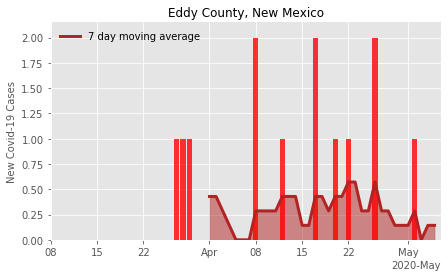 Eddy County, New Mexico
7 day moving average
New Covid-19 Cases
2.00
1.75
1.50
1.25
1.00
0.75
0.50
0.25
0.00
08 15 22 Apr 08 15 22 May
2020-May